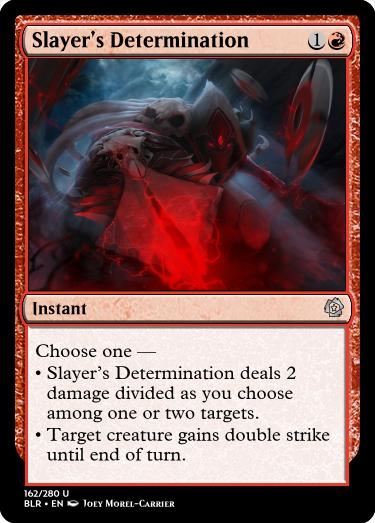 Slayer's Determination 1
Instant
Choose one —
• Slayer's Determination deals 2
damage divided as you choose
among one or two targets.
• Target creature gains double strike
until end of turn.
162/280 U
BLR • EN Joey Morel-Carrier